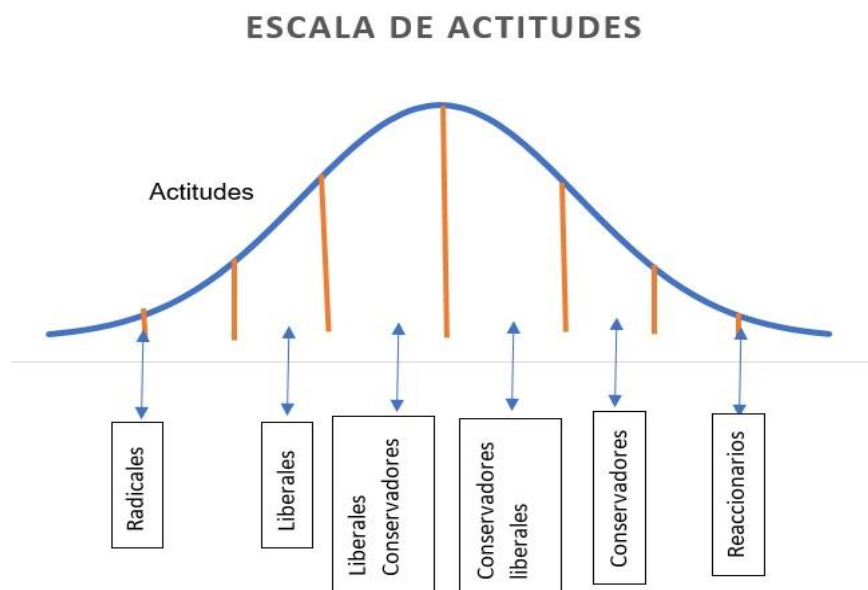 ESCALA DE ACTITUDES
Actitudes
Radicales
Liberales
Liberales
Conservadores
Conservadores
liberales
Conservadores
Reaccionarios